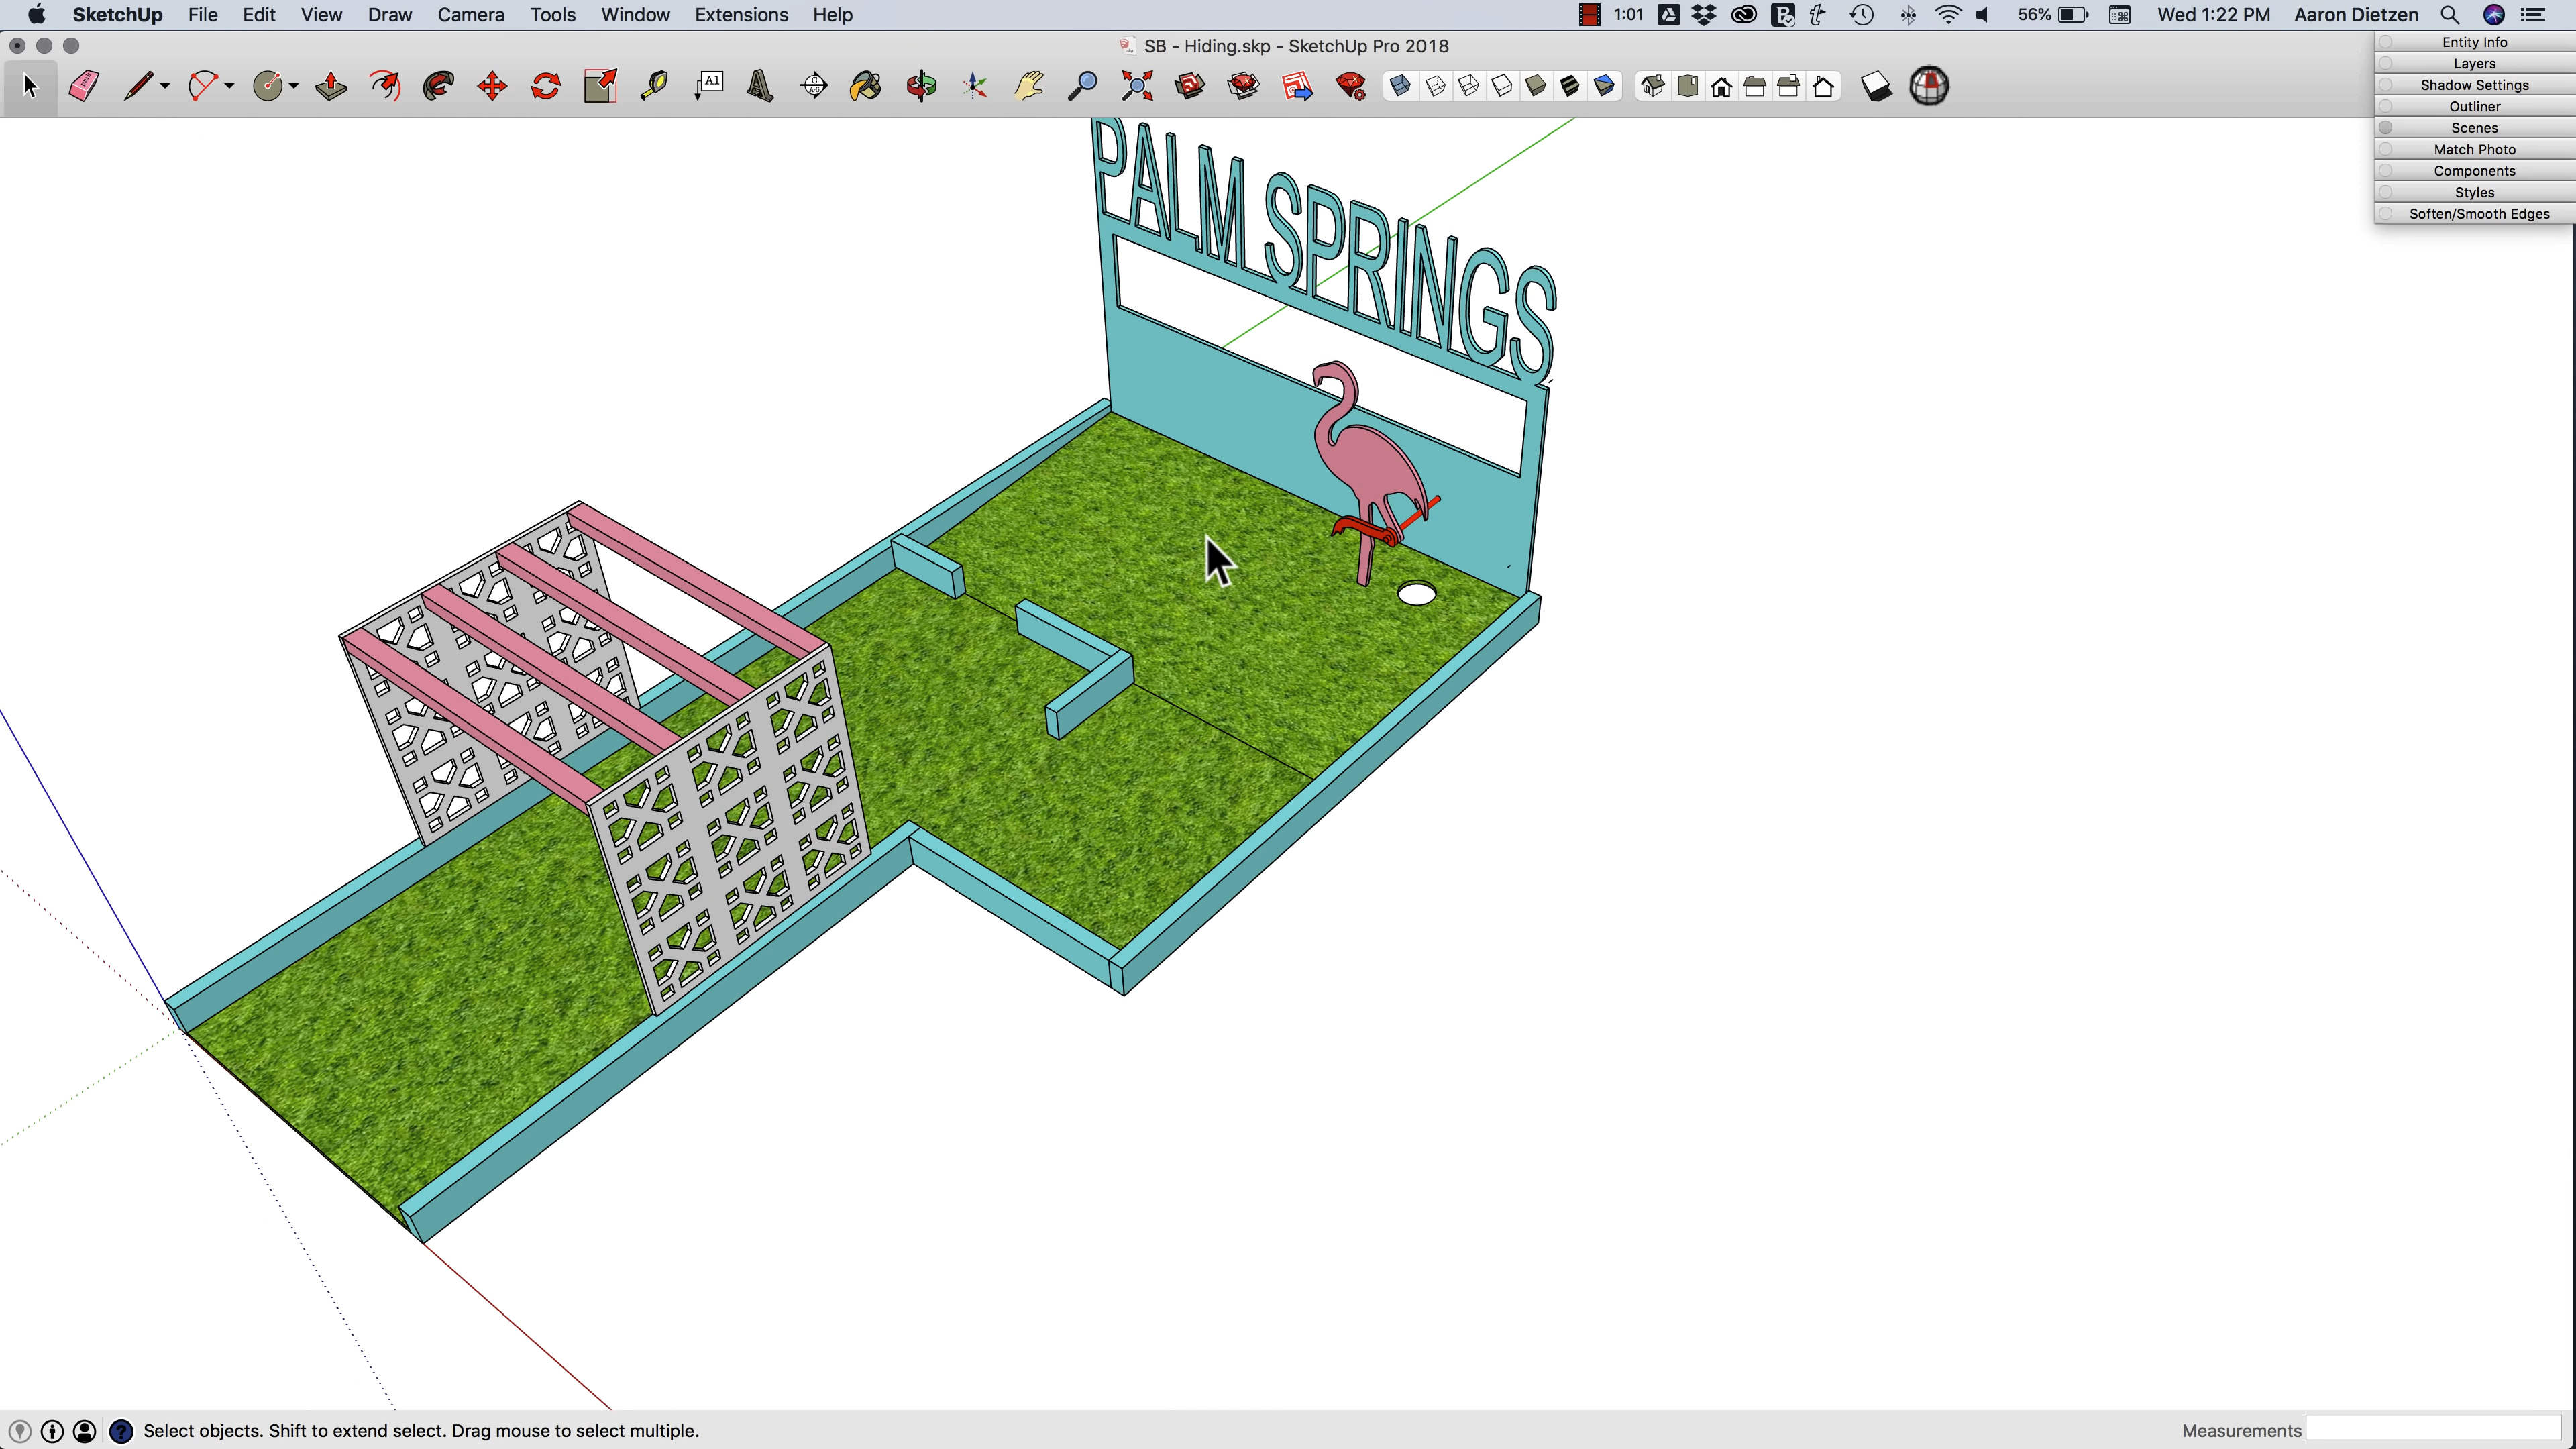 SketchUp File Edit View Draw Camera Tools Window Extensions Help 1:01 56% Wed 1:22 PM Aaron Dietzen
SB - Hiding.skp - SketchUp Pro 2018
A1
Entity Info
Layers
Shadow Settings
Outliner
Scenes
Match Photo
Components
Styles
Soften/Smooth Edges
PALM SPRINGS
Select objects. Shift to extend select. Drag mouse to select multiple.
Measurements